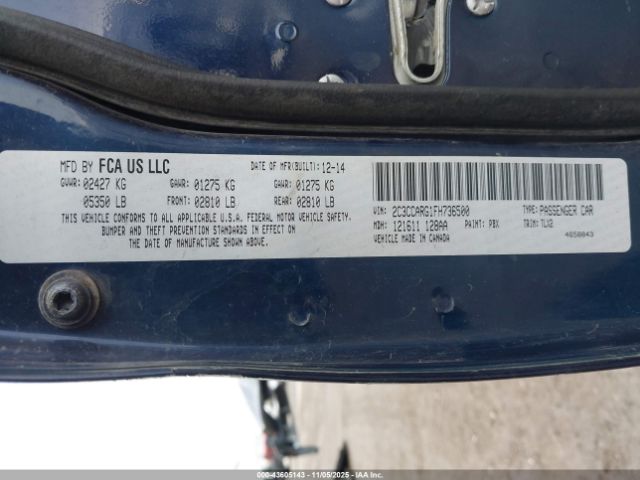 MFD BY FCA US LLC DATE OF MFR(BUILT): 12-14
GVWR: 02427 KG GAWR: 01275 KG GAWR: 01275 KG
05350 LB FRONT: 02810 LB REAR: 02810 LB
THIS VEHICLE CONFORMS TO ALL APPLICABLE U.S.A. FEDERAL MOTOR VEHICLE SAFETY,
BUMPER AND THEFT PREVENTION STANDARDS IN EFFECT ON
THE DATE OF MANUFACTURE SHOWN ABOVE.
VIN: 2C3CCARG1FH736500 TYPE: PASSENGER CAR
MDH: 121611 128AA PAINT: PBX TRIM: TLX2
VEHICLE MADE IN CANADA 4658843
000-43605143 - 11/05/2025 - IAAI.com